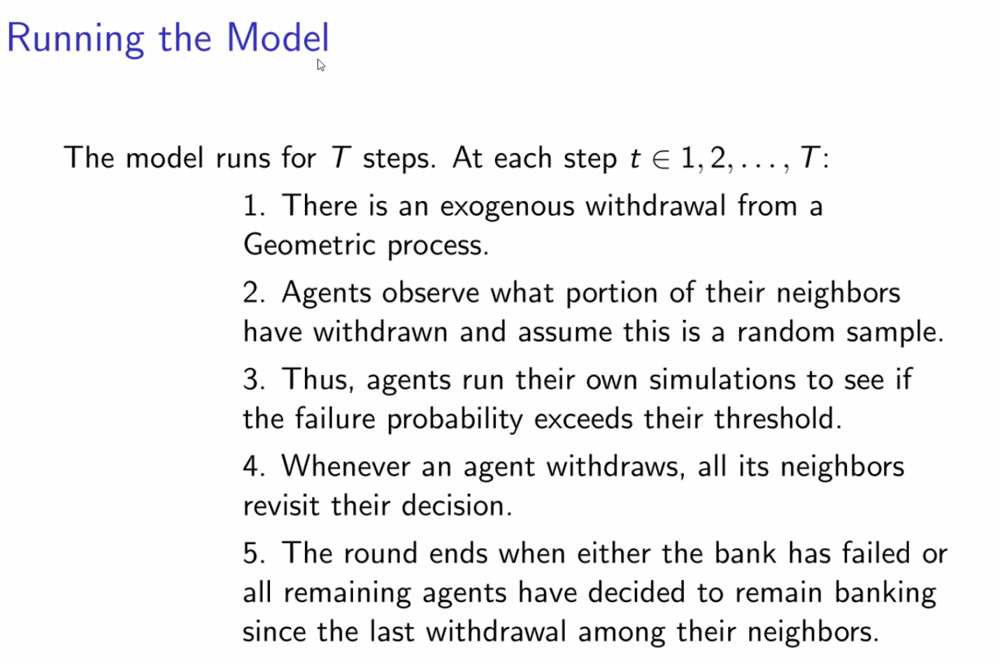 Running the Model
The model runs for T steps. At each step t ∈ 1, 2, . . . , T:
1. There is an exogenous withdrawal from a
Geometric process.
2. Agents observe what portion of their neighbors
have withdrawn and assume this is a random sample.
3. Thus, agents run their own simulations to see if
the failure probability exceeds their threshold.
4. Whenever an agent withdraws, all its neighbors
revisit their decision.
5. The round ends when either the bank has failed or
all remaining agents have decided to remain banking
since the last withdrawal among their neighbors.